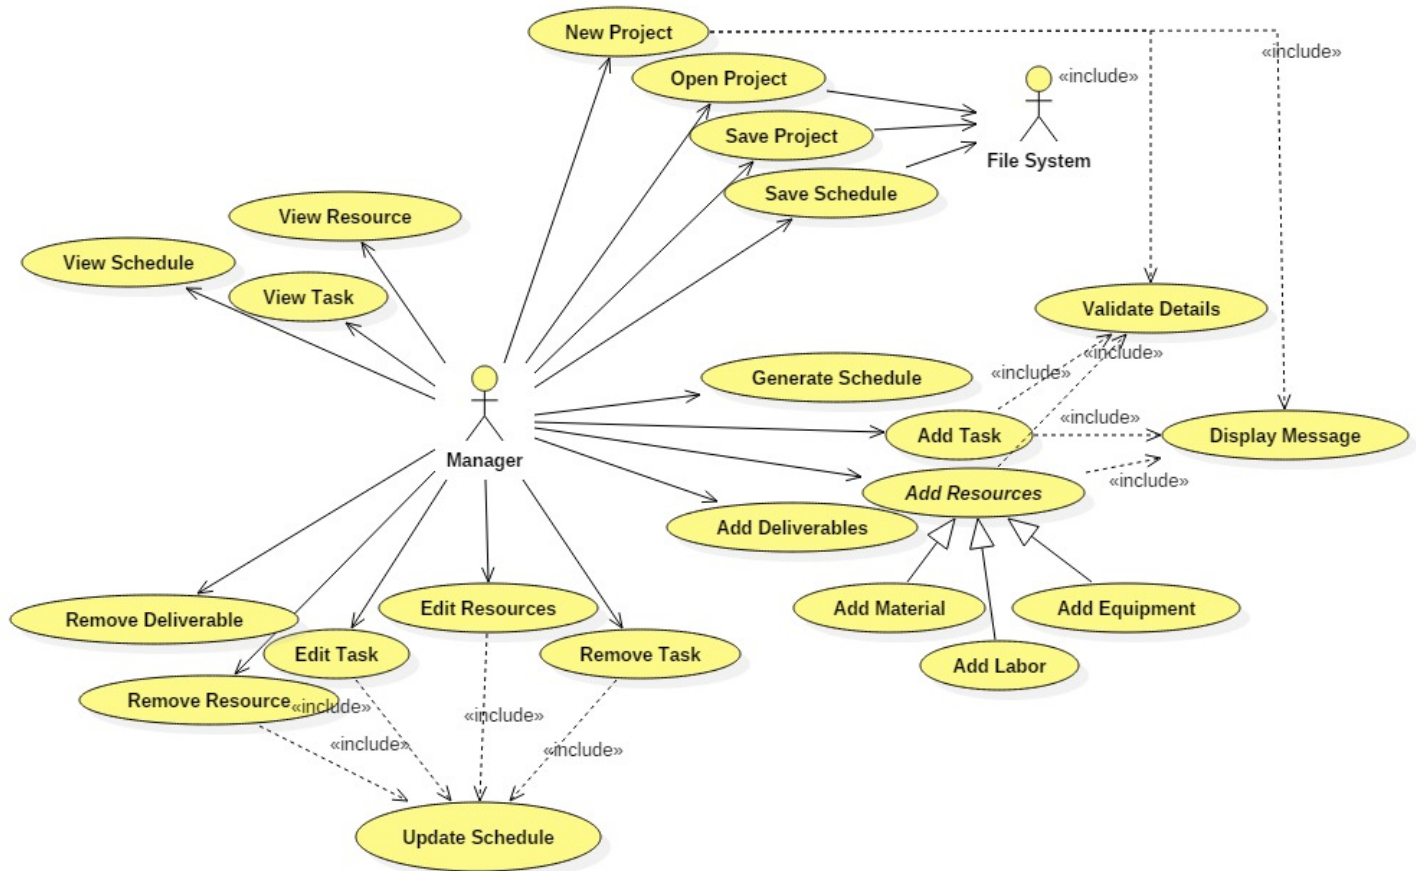 New Project
«include»
Open Project
«include»
Save Project
File System
Save Schedule
View Resource
View Schedule
View Task
Validate Details
«include»
«include»
Generate Schedule
Add Task
«include»
Display Message
Manager
Add Resources
«include»
Add Deliverables
Remove Deliverable
Edit Resources
Add Material
Add Equipment
Edit Task
Remove Task
Add Labor
Remove Resource
«include»
«include»
«include»
«include»
Update Schedule